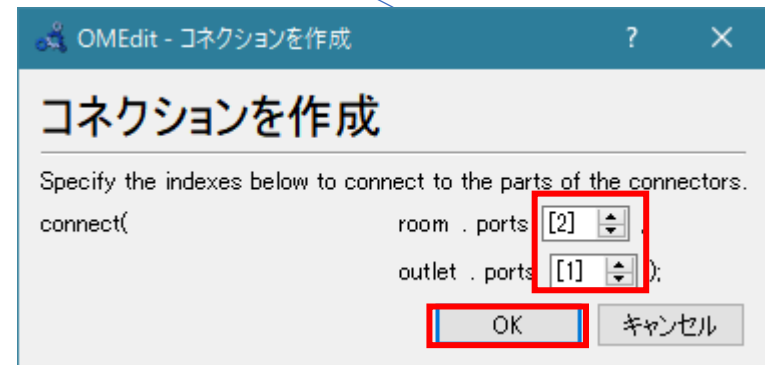 OMEdit - コネクションを作成 ? ×
コネクションを作成
Specify the indexes below to connect to the parts of the connectors.
connect( room . ports [2] ,
outlet . ports [1] );
OK キャンセル